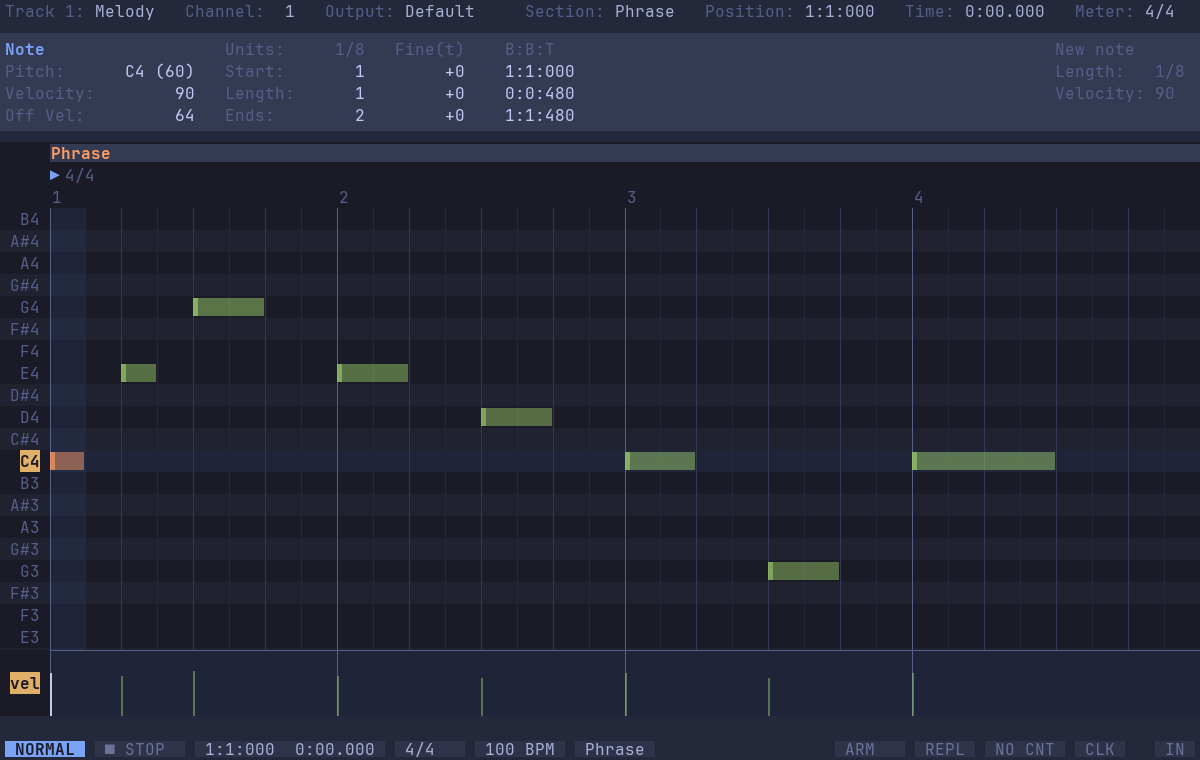 Track 1: Melody Channel: 1 Output: Default Section: Phrase Position: 1:1:000 Time: 0:00.000 Meter: 4/4
Note Units: 1/8 Fine(t) B:B:T New note
Pitch: C4 (60) Start: 1 +0 1:1:000 Length: 1/8
Velocity: 90 Length: 1 +0 0:0:480 Velocity: 90
Off Vel: 64 Ends: 2 +0 1:1:480
Phrase
▶ 4/4
1 2 3 4
B4
A#4
A4
G#4
G4
F#4
F4
E4
D#4
D4
C#4
C4
B3
A#3
A3
G#3
G3
F#3
F3
E3
vel
NORMAL ■ STOP 1:1:000 0:00.000 4/4 100 BPM Phrase ARM REPL NO CNT CLK IN